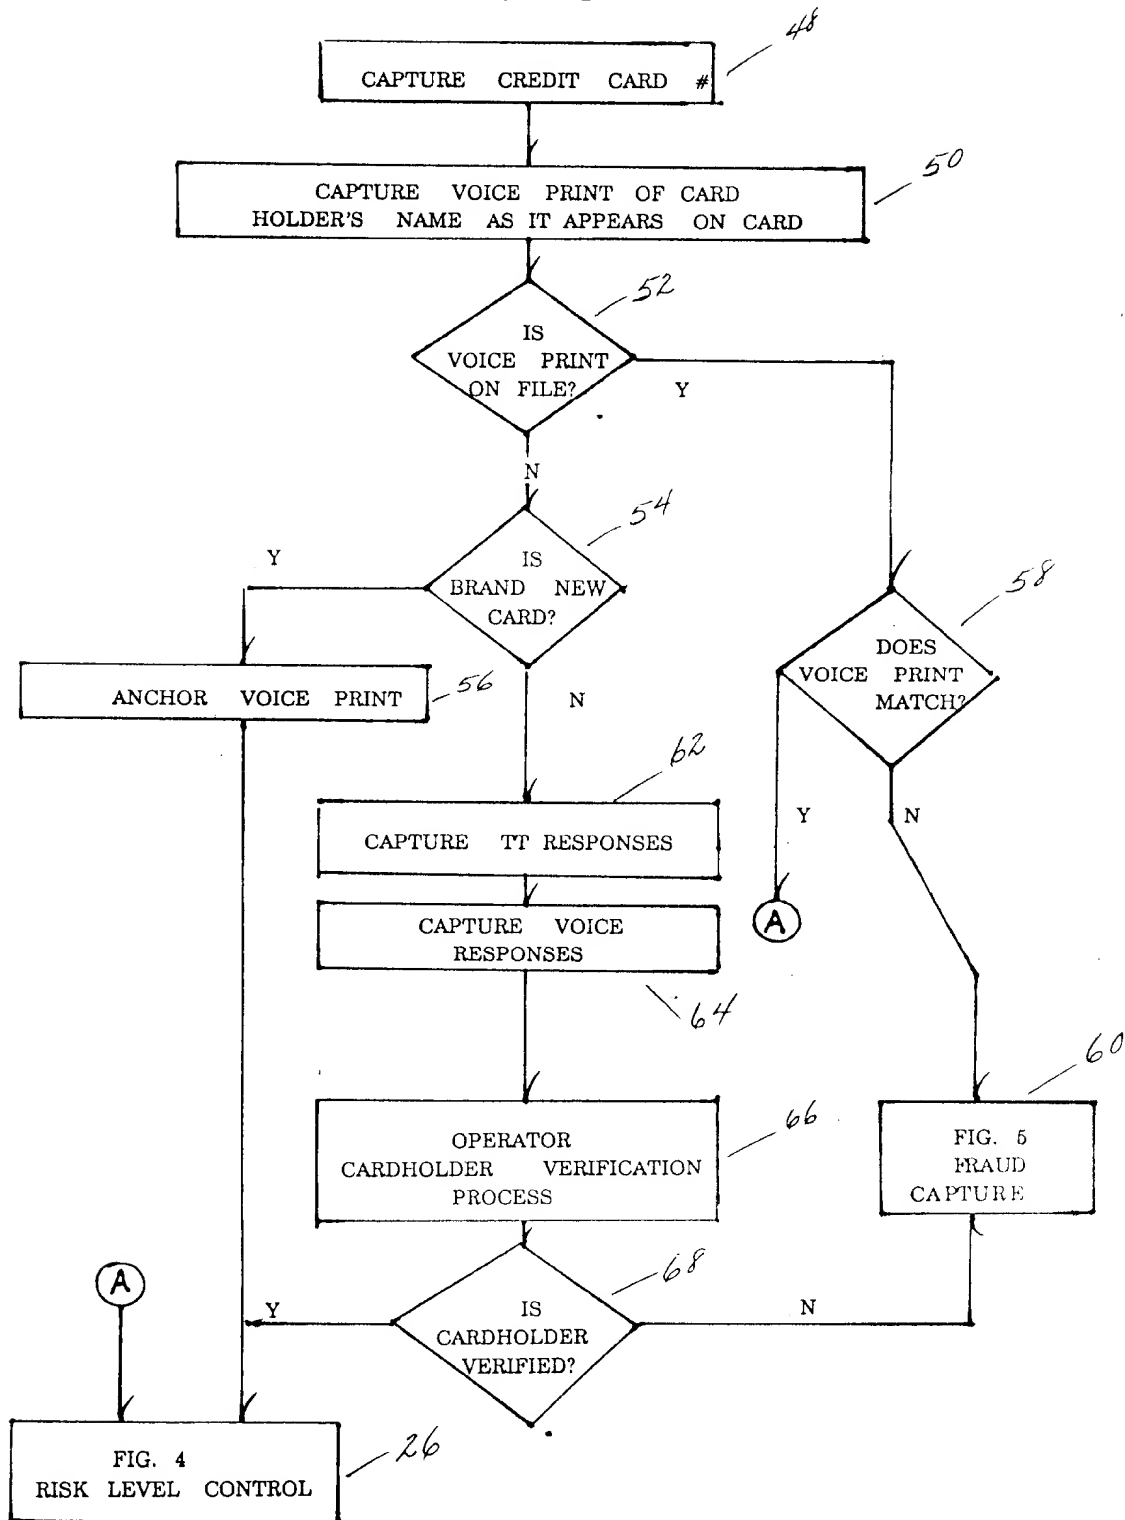 48
CAPTURE CREDIT CARD #
50
CAPTURE VOICE PRINT OF CARD
HOLDER'S NAME AS IT APPEARS ON CARD
52
IS
VOICE PRINT
ON FILE?
Y
N
54
IS
BRAND NEW
CARD?
Y
58
DOES
VOICE PRINT
MATCH?
ANCHOR VOICE PRINT
56
N
62
CAPTURE TT RESPONSES
Y
N
A
CAPTURE VOICE
RESPONSES
64
60
OPERATOR
CARDHOLDER VERIFICATION
PROCESS
66
FIG. 5
FRAUD
CAPTURE
A
68
IS
CARDHOLDER
VERIFIED?
Y
N
FIG. 4
RISK LEVEL CONTROL
26